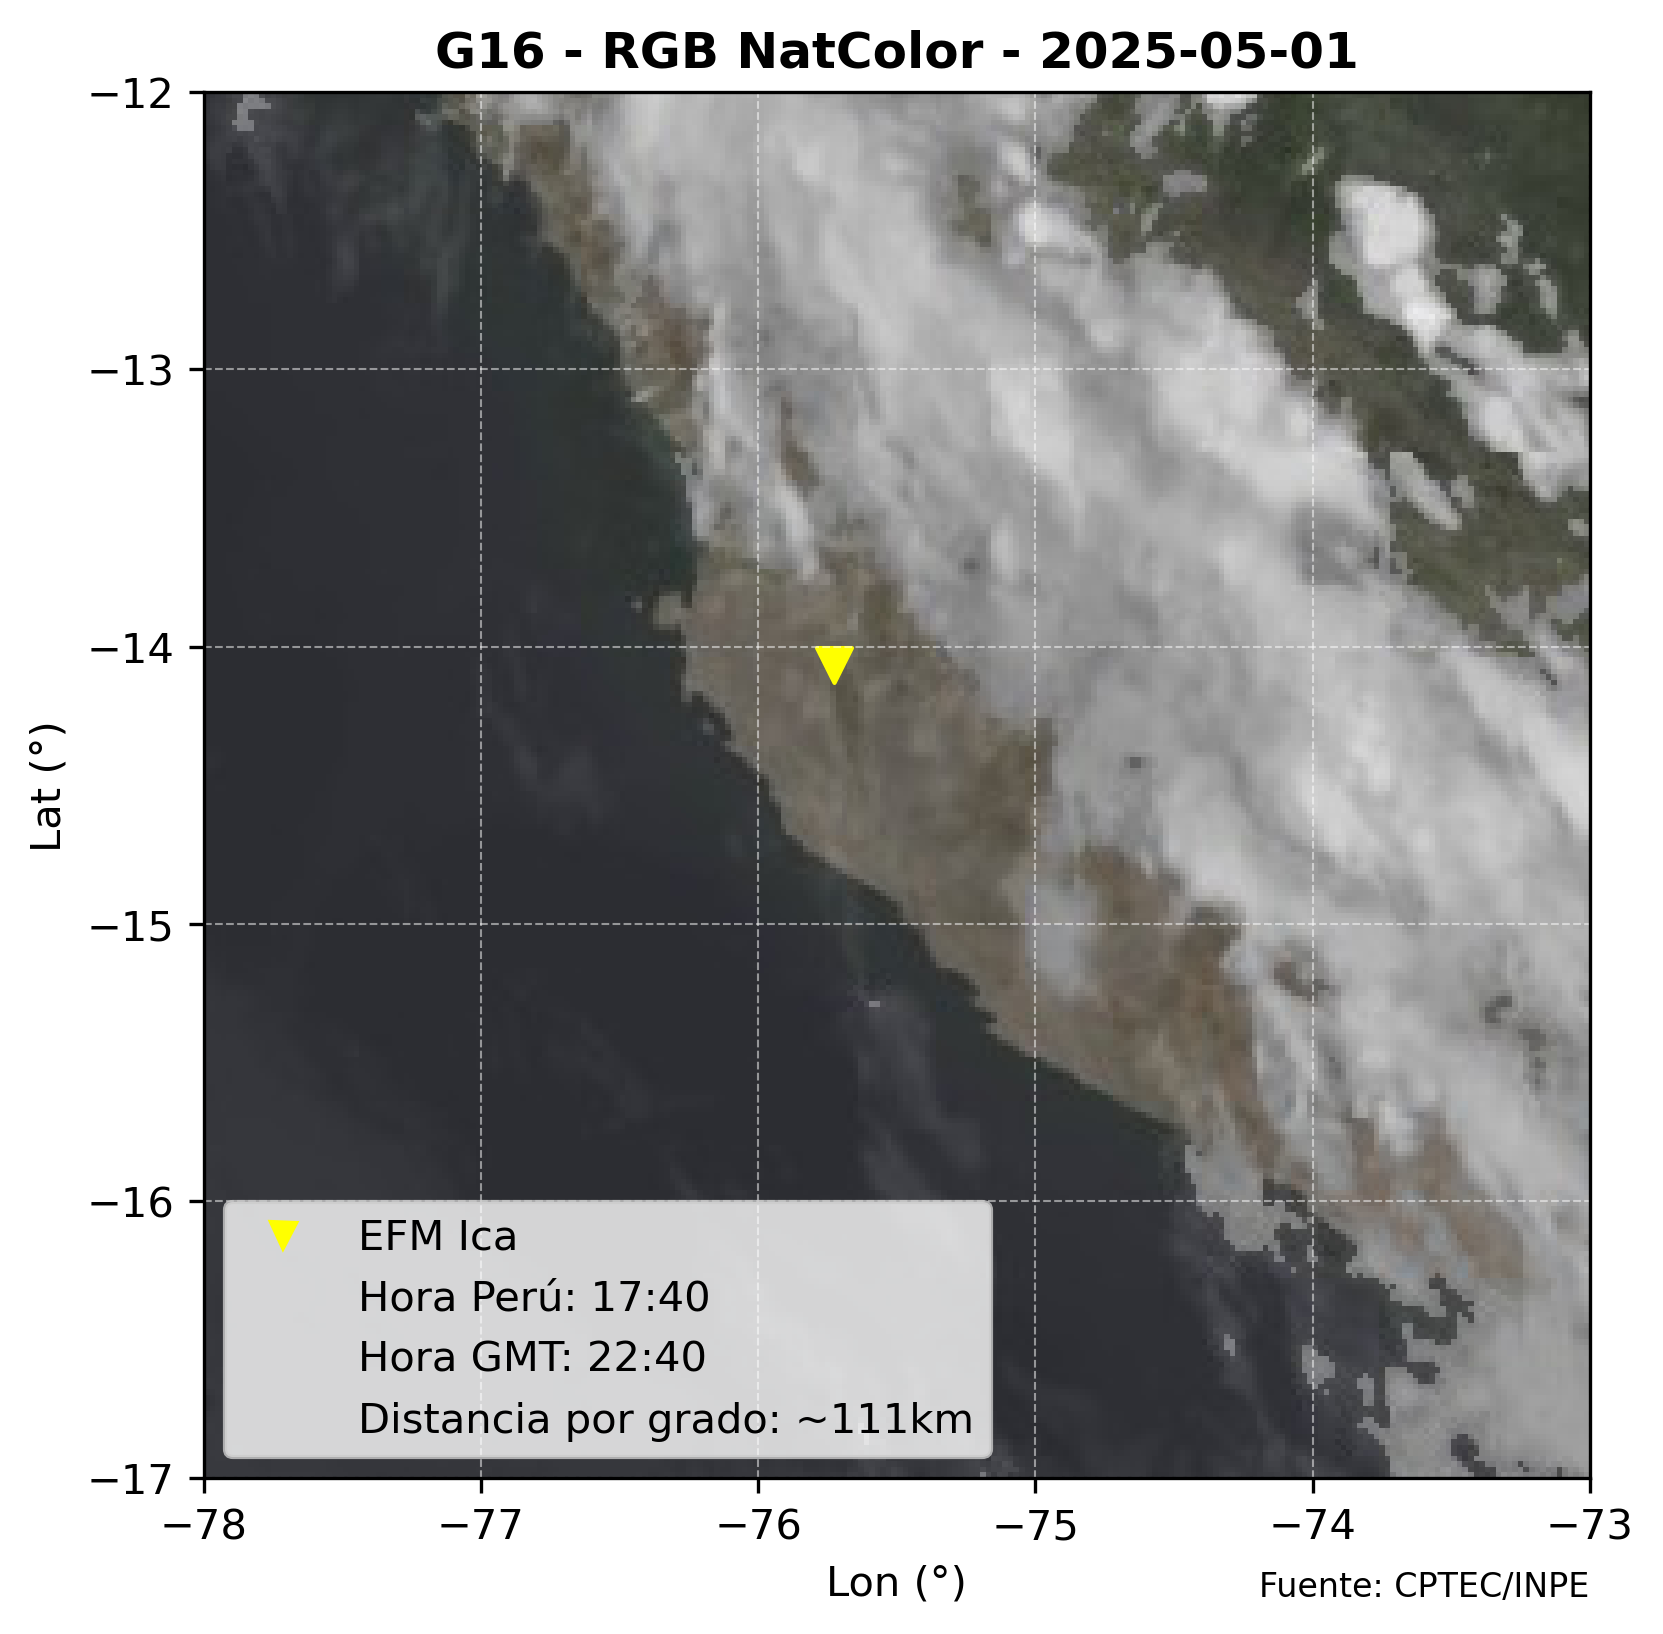 G16 - RGB NatColor - 2025-05-01
−12
−13
−14
−15
−16
−17
Lat (°)
EFM Ica
Hora Perú: 17:40
Hora GMT: 22:40
Distancia por grado: ~111km
−78 −77 −76 −75 −74 −73
Lon (°)
Fuente: CPTEC/INPE